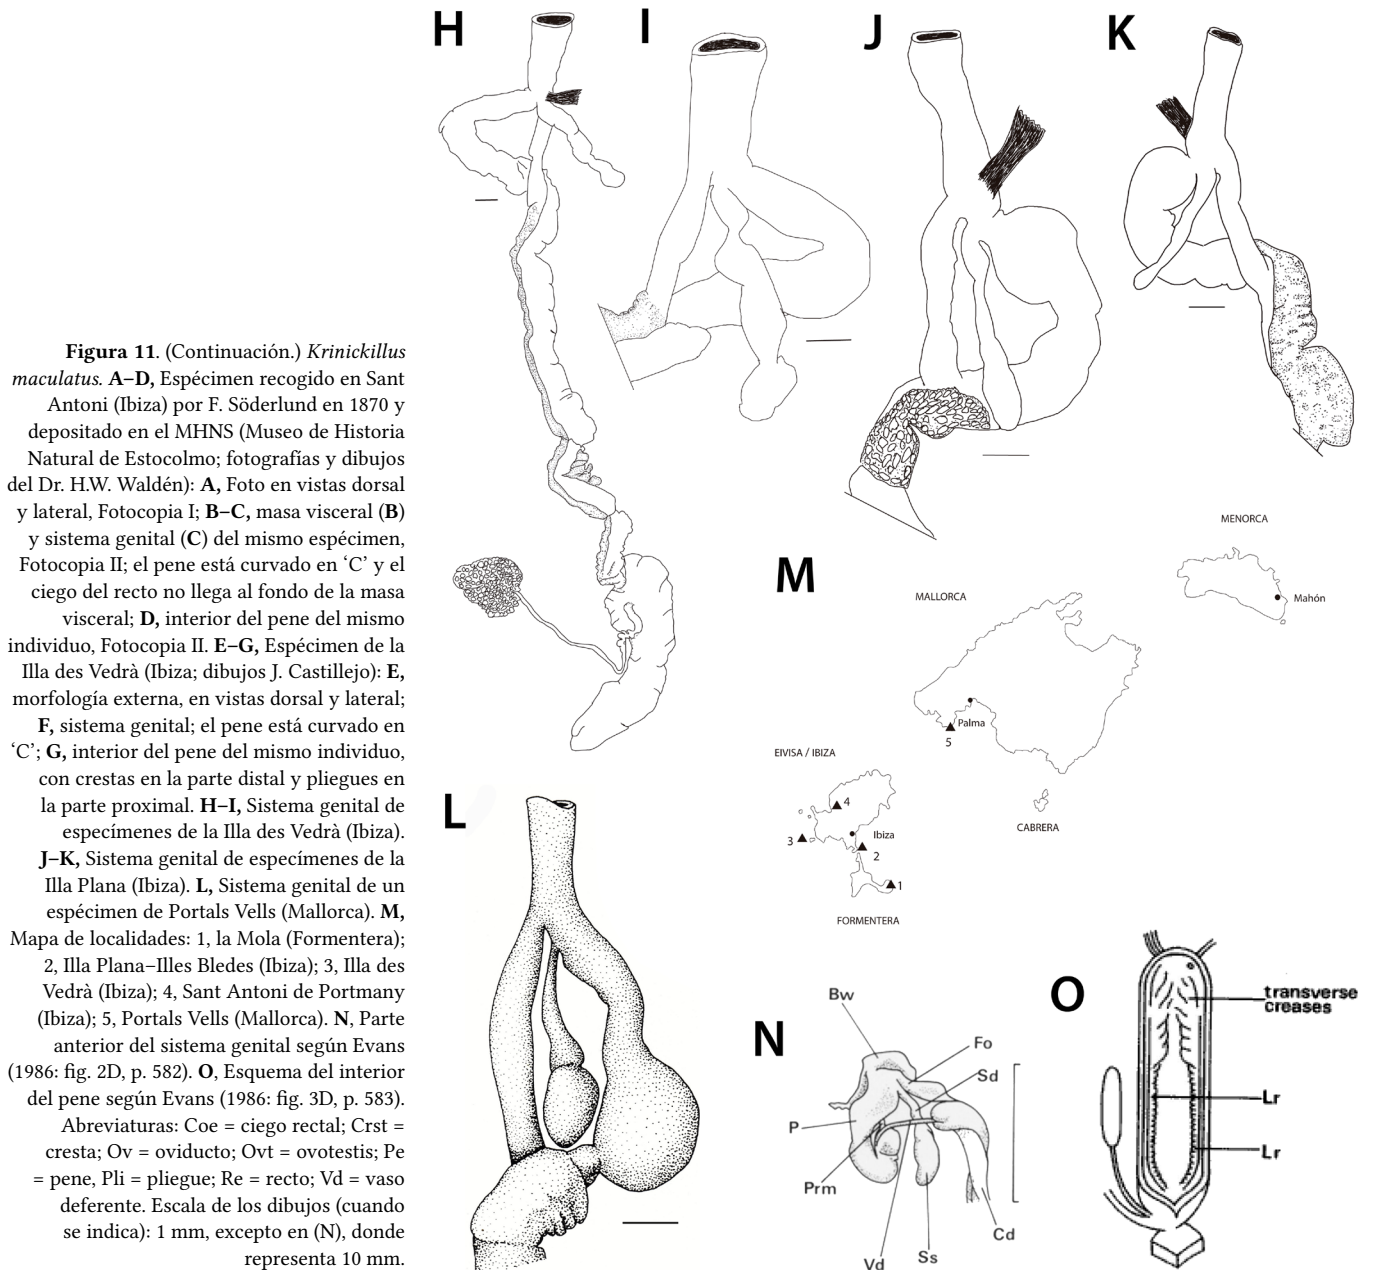 H
I
J
K
Figura 11. (Continuación.) Krinickillus
maculatus. A–D, Espécimen recogido en Sant
Antoni (Ibiza) por F. Söderlund en 1870 y
depositado en el MHNS (Museo de Historia
Natural de Estocolmo; fotografías y dibujos
del Dr. H.W. Waldén): A, Foto en vistas dorsal
y lateral, Fotocopia I; B–C, masa visceral (B)
y sistema genital (C) del mismo espécimen,
Fotocopia II; el pene está curvado en ‘C’ y el
ciego del recto no llega al fondo de la masa
visceral; D, interior del pene del mismo
individuo, Fotocopia II. E–G, Espécimen de la
Illa des Vedrà (Ibiza; dibujos J. Castillejo): E,
morfología externa, en vistas dorsal y lateral;
F, sistema genital; el pene está curvado en
‘C’; G, interior del pene del mismo individuo,
con crestas en la parte distal y pliegues en
la parte proximal. H–I, Sistema genital de
especímenes de la Illa des Vedrà (Ibiza).
J–K, Sistema genital de especímenes de la
Illa Plana (Ibiza). L, Sistema genital de un
espécimen de Portals Vells (Mallorca). M,
Mapa de localidades: 1, la Mola (Formentera);
2, Illa Plana–Illes Bledes (Ibiza); 3, Illa des
Vedrà (Ibiza); 4, Sant Antoni de Portmany
(Ibiza); 5, Portals Vells (Mallorca). N, Parte
anterior del sistema genital según Evans
(1986: fig. 2D, p. 582). O, Esquema del interior
del pene según Evans (1986: fig. 3D, p. 583).
Abreviaturas: Coe = ciego rectal; Crst =
cresta; Ov = oviducto; Ovt = ovotestis; Pe
= pene, Pli = pliegue; Re = recto; Vd = vaso
deferente. Escala de los dibujos (cuando
se indica): 1 mm, excepto en (N), donde
representa 10 mm.
M
MENORCA
Mahón
MALLORCA
Palma
5
EIVISA / IBIZA
4
3
Ibiza
2
1
CABRERA
FORMENTERA
L
N
Bw
Fo
Sd
P
Prm
Vd
Ss
Cd
O
transverse
creases
Lr
Lr